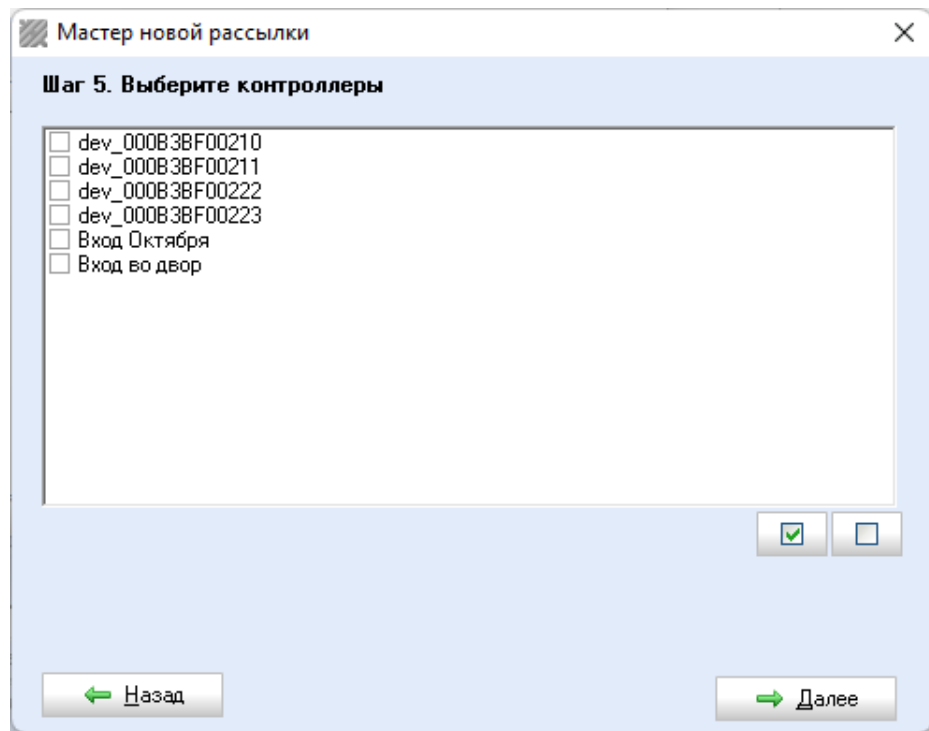 Мастер новой рассылки
Шаг 5. Выберите контроллеры
dev_000B3BF00210
dev_000B3BF00211
dev_000B3BF00222
dev_000B3BF00223
Вход Октября
Вход во двор
Назад
Далее